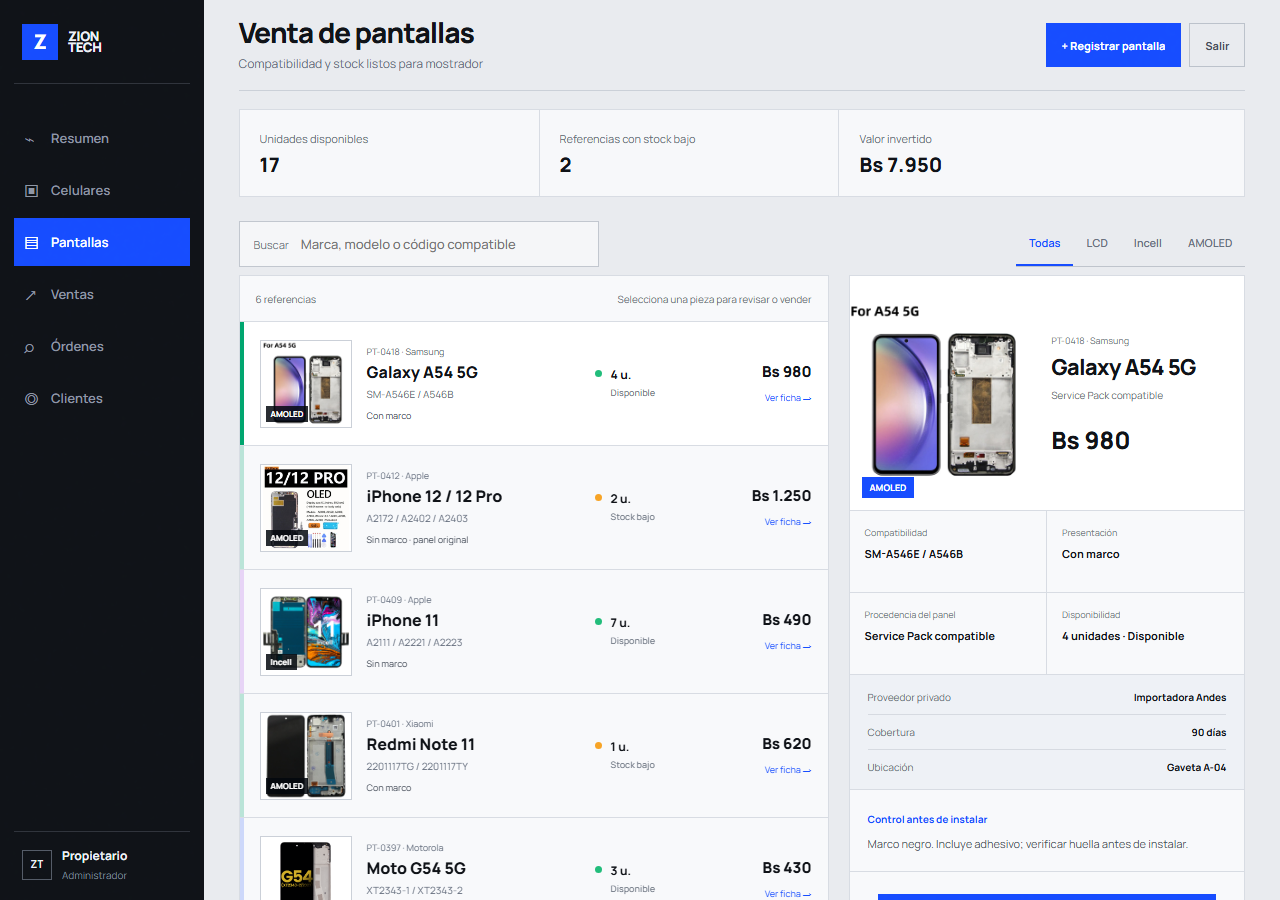 Z
ZION
TECH
Resumen
Celulares
Pantallas
Ventas
Órdenes
Clientes
ZT
Propietario
Administrador
Venta de pantallas
Compatibilidad y stock listos para mostrador
+ Registrar pantalla
Salir
Unidades disponibles
17
Referencias con stock bajo
2
Valor invertido
Bs 7.950
Buscar Marca, modelo o código compatible
Todas LCD Incell AMOLED
6 referencias
Selecciona una pieza para revisar o vender
For A54 5G
AMOLED
PT-0418 · Samsung
Galaxy A54 5G
SM-A546E / A546B
Con marco
4 u.
Disponible
Bs 980
Ver ficha
12/12 PRO
OLED
AMOLED
PT-0412 · Apple
iPhone 12 / 12 Pro
A2172 / A2402 / A2403
Sin marco · panel original
2 u.
Stock bajo
Bs 1.250
Ver ficha
11
Incell
PT-0409 · Apple
iPhone 11
A2111 / A2221 / A2223
Sin marco
7 u.
Disponible
Bs 490
Ver ficha
AMOLED
PT-0401 · Xiaomi
Redmi Note 11
2201117TG / 2201117TY
Con marco
1 u.
Stock bajo
Bs 620
Ver ficha
G54
PT-0397 · Motorola
Moto G54 5G
XT2343-1 / XT2343-2
3 u.
Disponible
Bs 430
Ver ficha
For A54 5G
AMOLED
PT-0418 · Samsung
Galaxy A54 5G
Service Pack compatible
Bs 980
Compatibilidad
SM-A546E / A546B
Presentación
Con marco
Procedencia del panel
Service Pack compatible
Disponibilidad
4 unidades · Disponible
Proveedor privado Importadora Andes
Cobertura 90 días
Ubicación Gaveta A-04
Control antes de instalar
Marco negro. Incluye adhesivo; verificar huella antes de instalar.